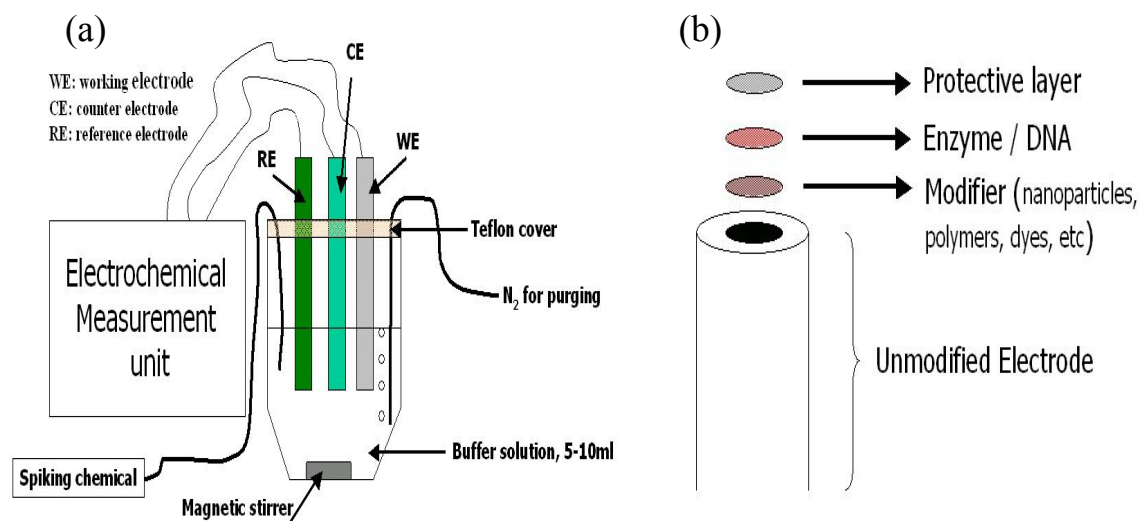 (a)
WE: working electrode
CE: counter electrode
RE: reference electrode
CE
RE
WE
Teflon cover
Electrochemical
Measurement
unit
N2 for purging
Buffer solution, 5-10ml
Spiking chemical
Magnetic stirrer
(b)
Protective layer
Enzyme / DNA
Modifier (nanoparticles,
polymers, dyes, etc)
Unmodified Electrode